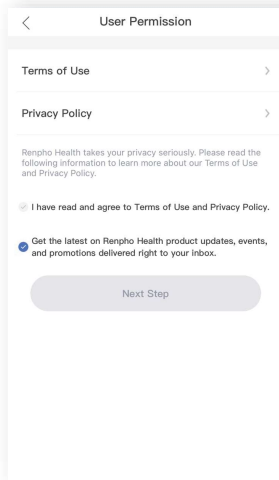 User Permission
Terms of Use
Privacy Policy
Renpho Health takes your privacy seriously. Please read the
following information to learn more about our Terms of Use
and Privacy Policy.
I have read and agree to Terms of Use and Privacy Policy.
Get the latest on Renpho Health product updates, events,
and promotions delivered right to your inbox.
Next Step